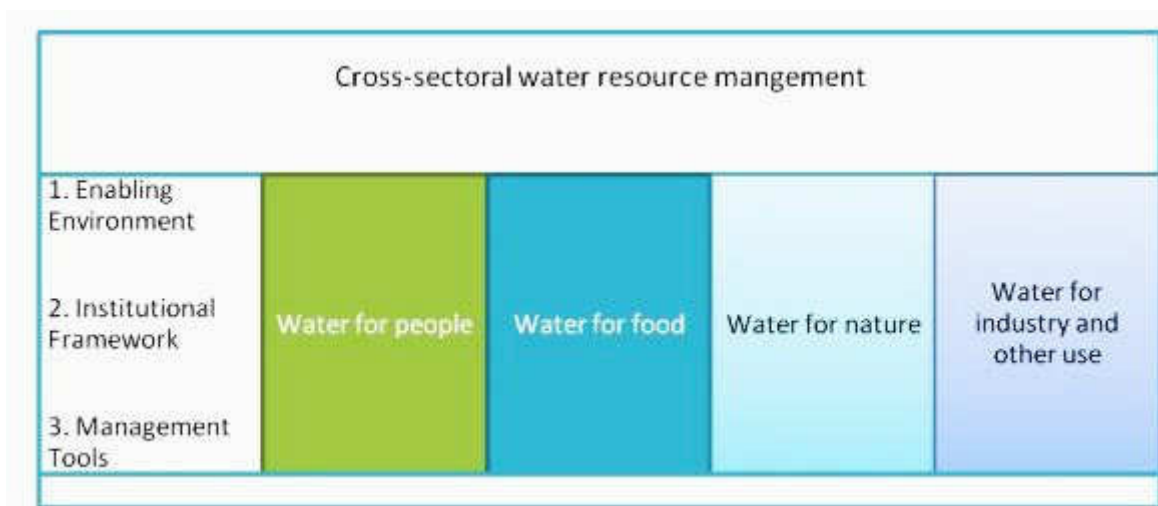 Cross-sectoral water resource mangement
1. Enabling
Environment
2. Institutional
Framework
3. Management
Tools
Water for people
Water for food
Water for nature
Water for
industry and
other use